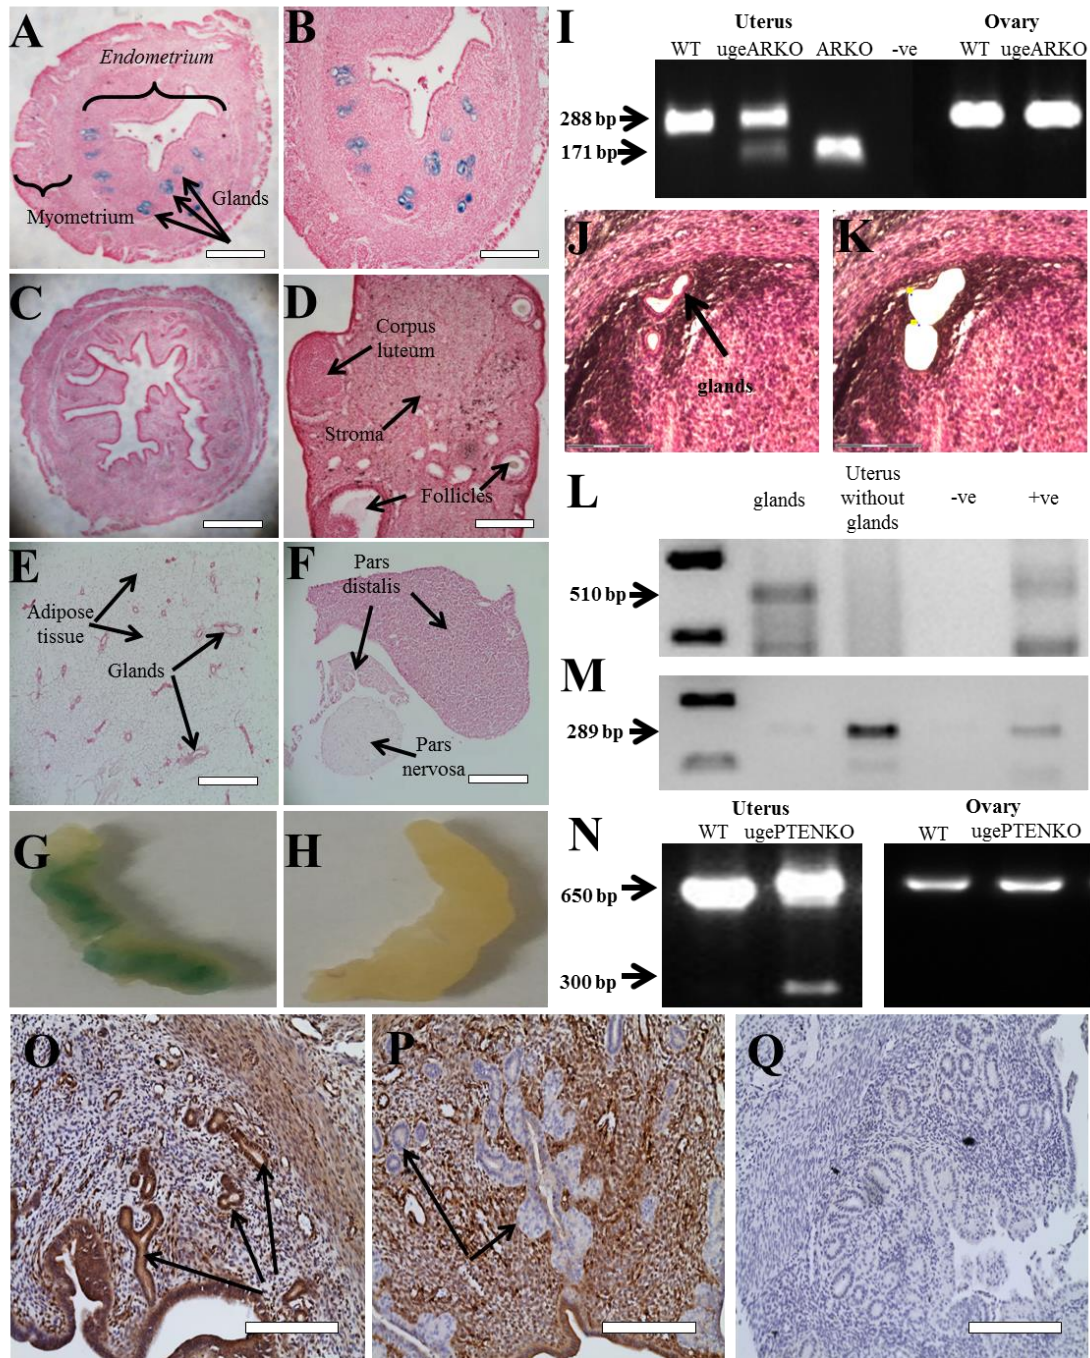 A
Endometrium
Myometrium
Glands
B
C
D
Corpus
luteum
Stroma
Follicles
E
Adipose
tissue
Glands
F
Pars
distalis
Pars
nervosa
G
H
I
Uterus
Ovary
WT ugeARKO ARKO -ve WT ugeARKO
288 bp
171 bp
J
glands
K
L
glands
Uterus
without
glands
-ve
+ve
510 bp
M
289 bp
N
Uterus
Ovary
WT ugePTENKO WT ugePTENKO
650 bp
300 bp
O
P
Q